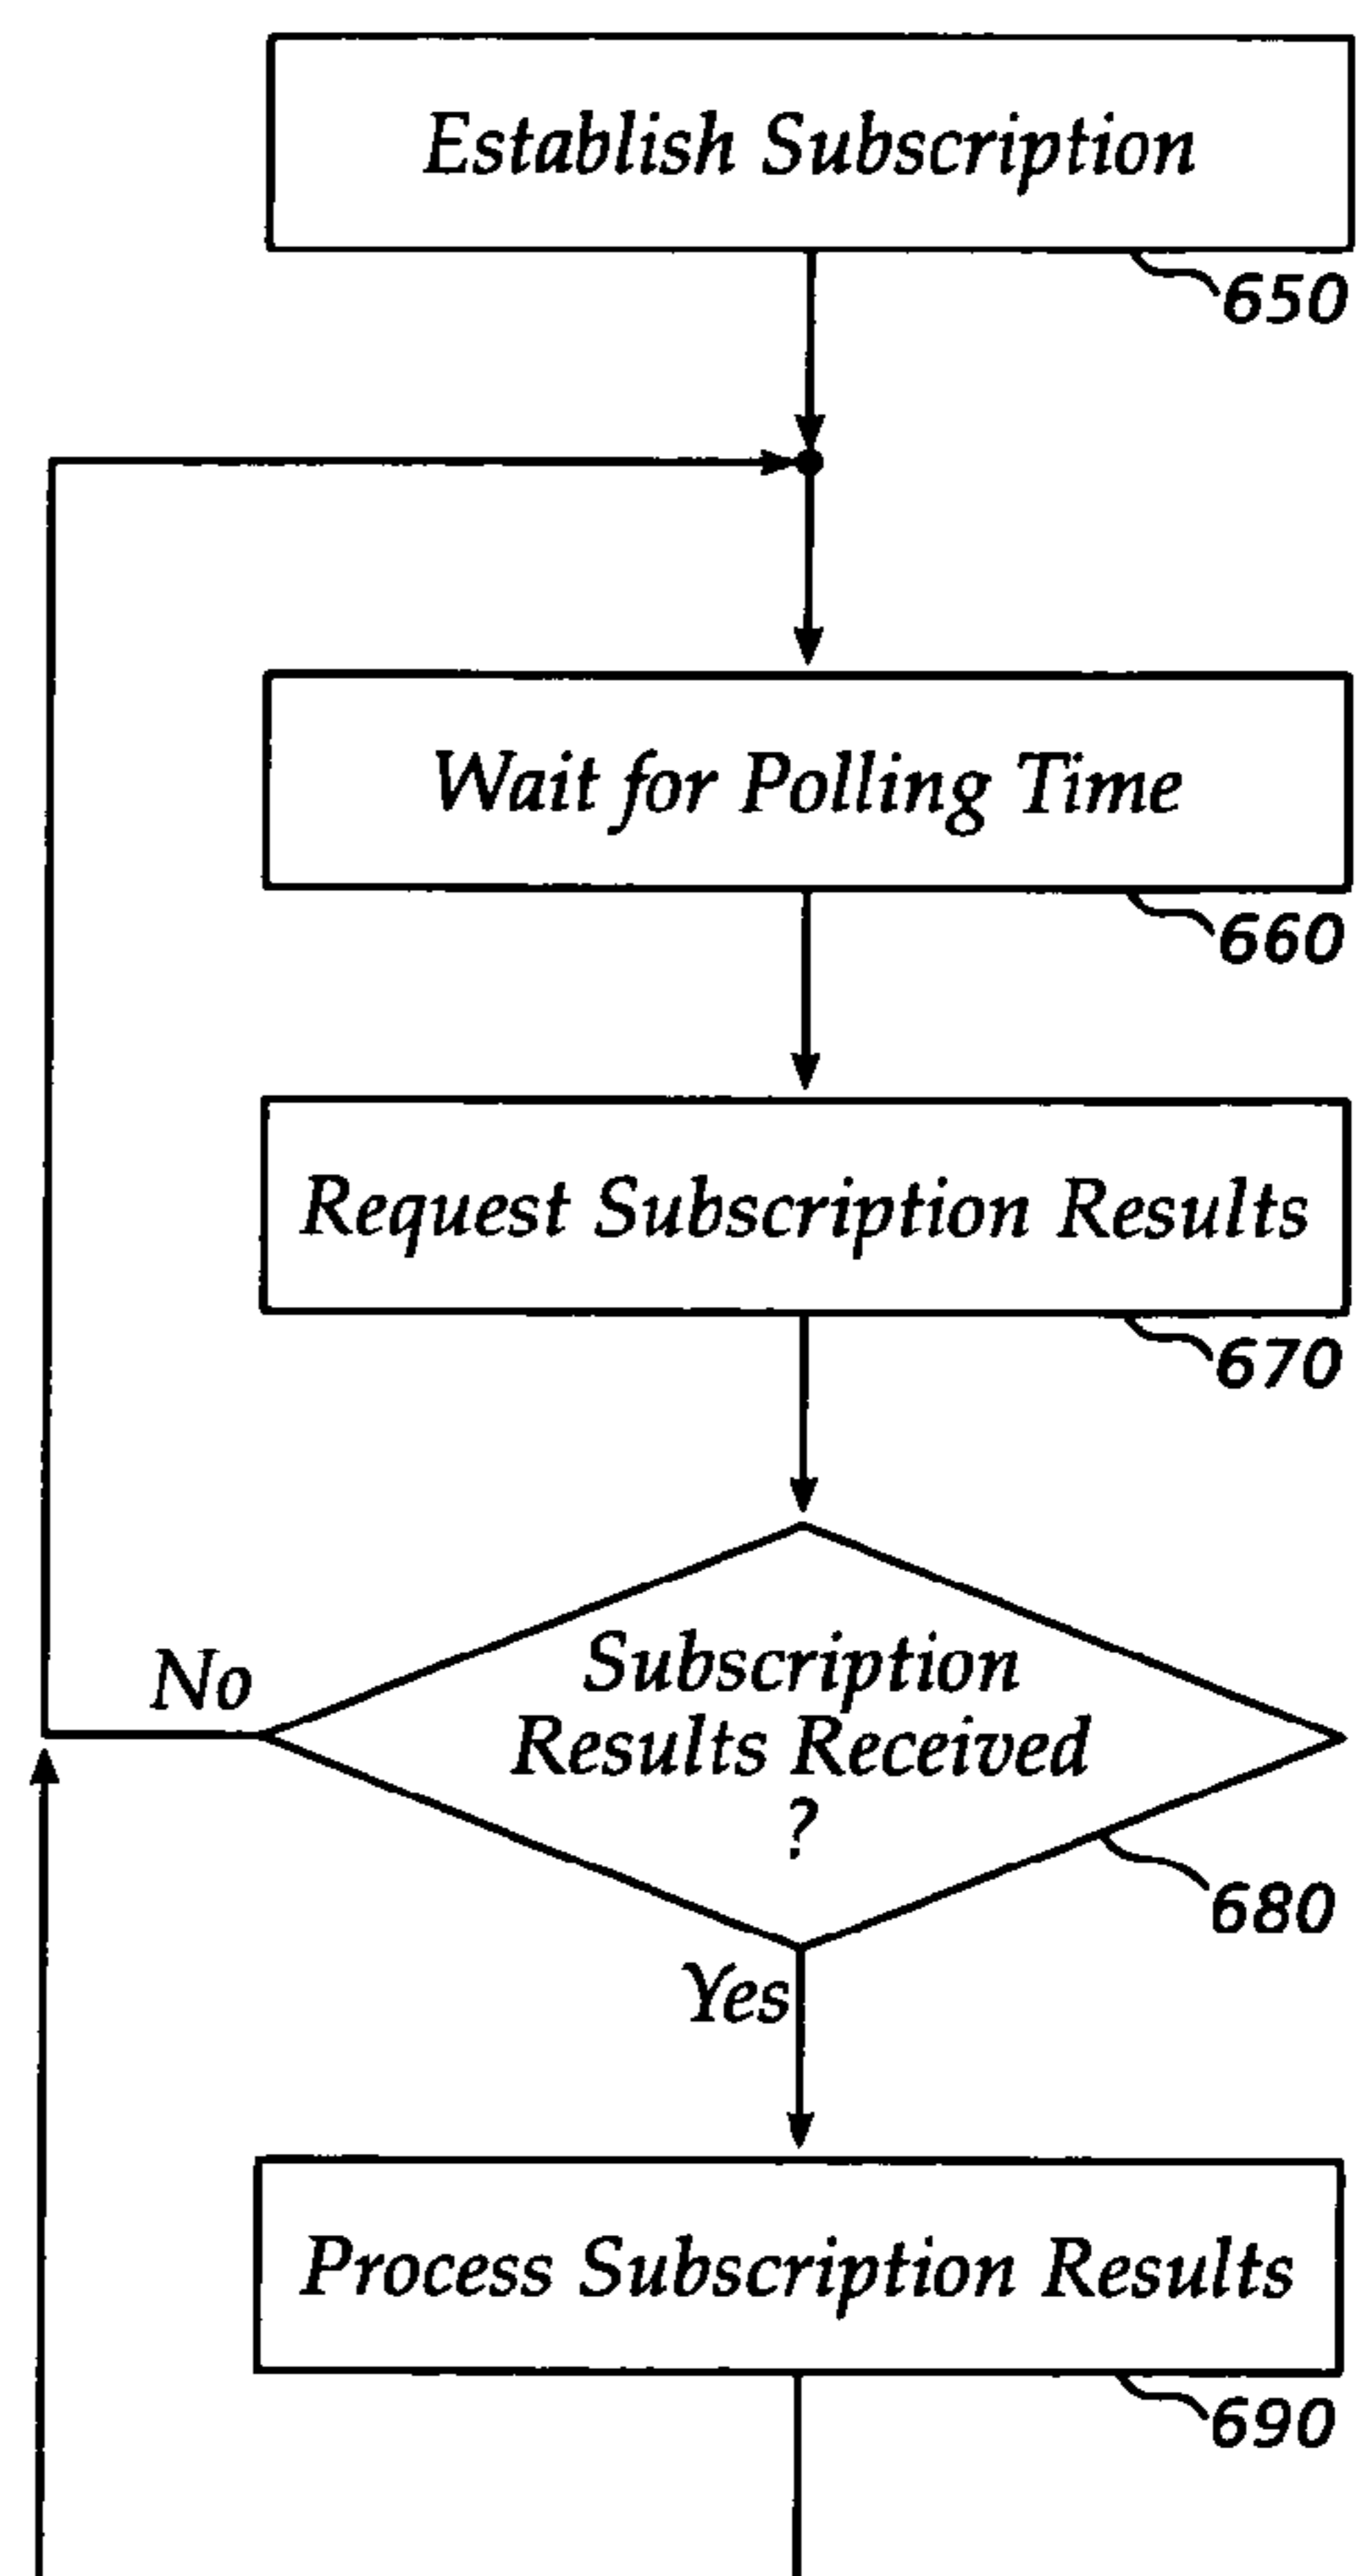 Establish Subscription
650
Wait for Polling Time
660
Request Subscription Results
670
Subscription
Results Received
?
No
680
Yes
Process Subscription Results
690